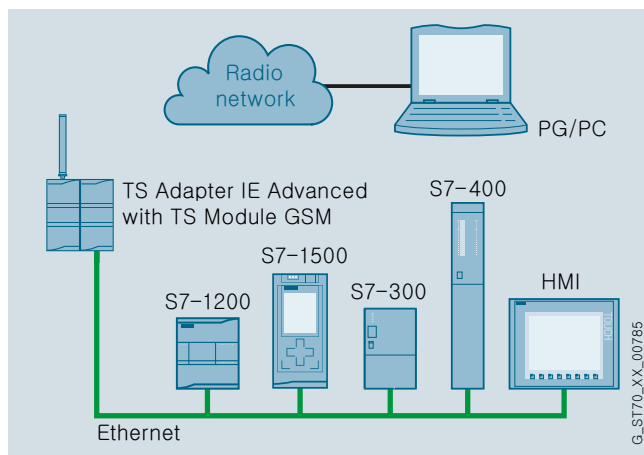 Radio
network
PG/PC
TS Adapter IE Advanced
with TS Module GSM
S7-400
S7-1500
S7-1200
S7-300
HMI
TOUCH
Ethernet
G_ST70_XX_00785